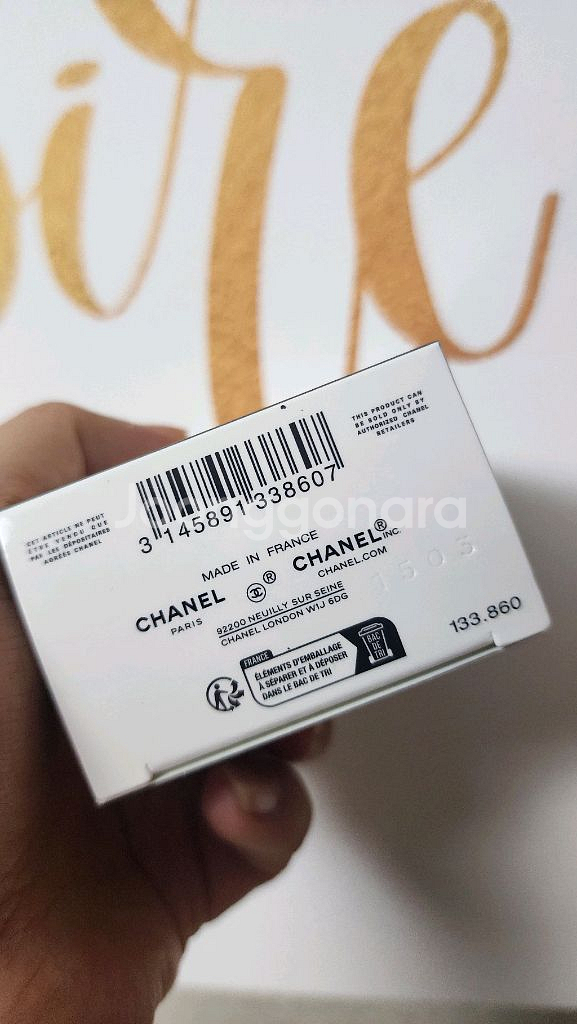 ire
THIS PRODUCT CAN
BE SOLD ONLY BY
AUTHORIZED CHANEL
RETAILERS
3 145891 338607
CET ARTICLE NE PEUT
ÊTRE VENDU QUE
PAR LES DÉPOSITAIRES
AGRÉÉS CHANEL
Joonggonara
MADE IN FRANCE
CHANEL ® CHANEL® INC.
PARIS
CHANEL.COM
92200 NEUILLY SUR SEINE
CHANEL LONDON W1J 6DG
1503
133.860
FRANCE
ÉLÉMENTS D'EMBALLAGE
À SÉPARER ET À DÉPOSER
DANS LE BAC DE TRI
BAC
DE
TRI